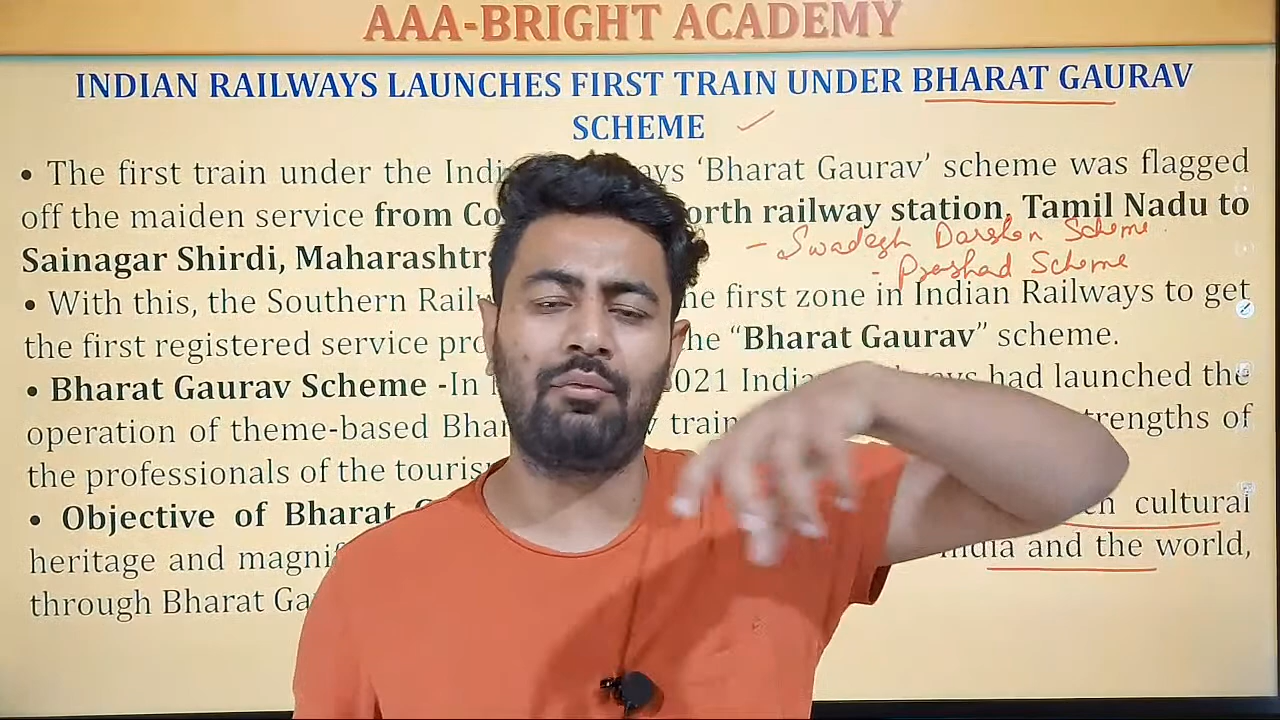 AAA-BRIGHT ACADEMY
INDIAN RAILWAYS LAUNCHES FIRST TRAIN UNDER BHARAT GAURAV
SCHEME
• The first train under the Indi ays ‘Bharat Gaurav’ scheme was flagged
off the maiden service from Co orth railway station, Tamil Nadu to
- Swadesh Darshan Scheme
Sainagar Shirdi, Maharashtr
- Prashad Scheme
• With this, the Southern Rail he first zone in Indian Railways to get
the first registered service pro he “Bharat Gaurav” scheme.
• Bharat Gaurav Scheme -In 021 India ways had launched the
operation of theme-based Bhar train trengths of
the professionals of the touris
• Objective of Bharat G cultural
heritage and magnif India and the world,
through Bharat Ga